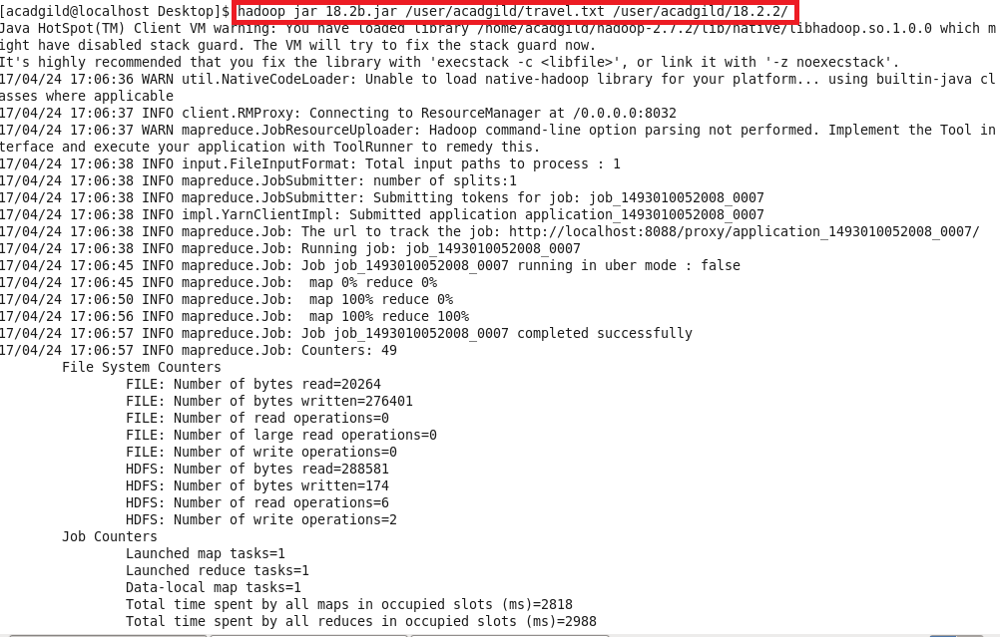 [acadgild@localhost Desktop]$ hadoop jar 18.2b.jar /user/acadgild/travel.txt /user/acadgild/18.2.2/
Java HotSpot(TM) Client VM warning: You have loaded library /home/acadgild/hadoop-2.7.2/lib/native/libhadoop.so.1.0.0 which m
ight have disabled stack guard. The VM will try to fix the stack guard now.
It's highly recommended that you fix the library with 'execstack -c <libfile>', or link it with '-z noexecstack'.
17/04/24 17:06:36 WARN util.NativeCodeLoader: Unable to load native-hadoop library for your platform... using builtin-java cl
asses where applicable
17/04/24 17:06:37 INFO client.RMProxy: Connecting to ResourceManager at /0.0.0.0:8032
17/04/24 17:06:37 WARN mapreduce.JobResourceUploader: Hadoop command-line option parsing not performed. Implement the Tool in
terface and execute your application with ToolRunner to remedy this.
17/04/24 17:06:38 INFO input.FileInputFormat: Total input paths to process : 1
17/04/24 17:06:38 INFO mapreduce.JobSubmitter: number of splits:1
17/04/24 17:06:38 INFO mapreduce.JobSubmitter: Submitting tokens for job: job_1493010052008_0007
17/04/24 17:06:38 INFO impl.YarnClientImpl: Submitted application application_1493010052008_0007
17/04/24 17:06:38 INFO mapreduce.Job: The url to track the job: http://localhost:8088/proxy/application_1493010052008_0007/
17/04/24 17:06:38 INFO mapreduce.Job: Running job: job_1493010052008_0007
17/04/24 17:06:45 INFO mapreduce.Job: Job job_1493010052008_0007 running in uber mode : false
17/04/24 17:06:45 INFO mapreduce.Job:  map 0% reduce 0%
17/04/24 17:06:50 INFO mapreduce.Job:  map 100% reduce 0%
17/04/24 17:06:56 INFO mapreduce.Job:  map 100% reduce 100%
17/04/24 17:06:57 INFO mapreduce.Job: Job job_1493010052008_0007 completed successfully
17/04/24 17:06:57 INFO mapreduce.Job: Counters: 49
File System Counters
FILE: Number of bytes read=20264
FILE: Number of bytes written=276401
FILE: Number of read operations=0
FILE: Number of large read operations=0
FILE: Number of write operations=0
HDFS: Number of bytes read=288581
HDFS: Number of bytes written=174
HDFS: Number of read operations=6
HDFS: Number of write operations=2
Job Counters
Launched map tasks=1
Launched reduce tasks=1
Data-local map tasks=1
Total time spent by all maps in occupied slots (ms)=2818
Total time spent by all reduces in occupied slots (ms)=2988